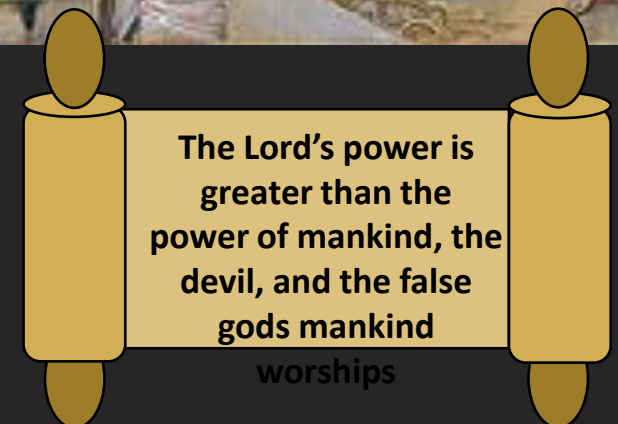 The Lord’s power is
greater than the
power of mankind, the
devil, and the false
gods mankind
worships